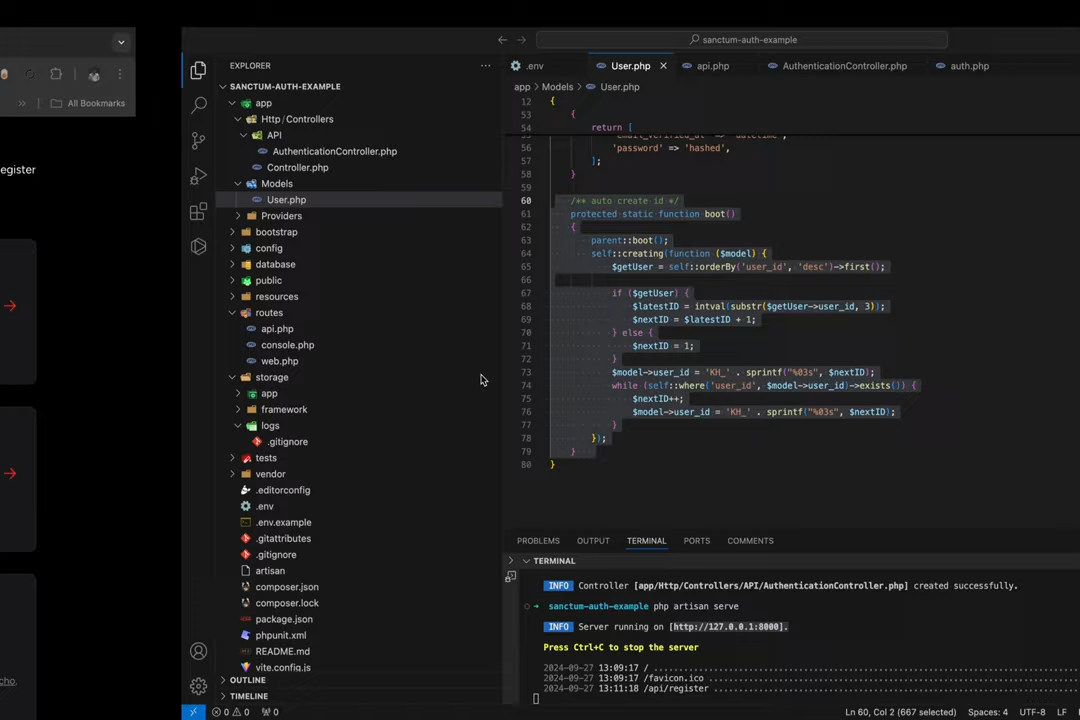 sanctum-auth-example
All Bookmarks
egister
cho.
EXPLORER
SANCTUM-AUTH-EXAMPLE
app
Http / Controllers
API
AuthenticationController.php
Controller.php
Models
User.php
Providers
bootstrap
config
database
public
resources
routes
api.php
console.php
web.php
storage
app
framework
logs
.gitignore
tests
vendor
.editorconfig
.env
.env.example
.gitattributes
.gitignore
artisan
composer.json
composer.lock
package.json
phpunit.xml
README.md
vite.config.js
OUTLINE
TIMELINE
.env User.php api.php AuthenticationController.php auth.php
app > Models > User.php
12 {
53 {
54 return [
'email_verified_at' => 'datetime',
56 'password' => 'hashed',
57 ];
58 }
59
60 /** auto create id */
61 protected static function boot()
62 {
63 parent::boot();
64 self::creating(function ($model) {
65 $getUser = self::orderBy('user_id', 'desc')->first();
66
67 if ($getUser) {
68 $latestID = intval(substr($getUser->user_id, 3));
69 $nextID = $latestID + 1;
70 } else {
71 $nextID = 1;
72 }
73 $model->user_id = 'KH_' . sprintf("%03s", $nextID);
74 while (self::where('user_id', $model->user_id)->exists()) {
75 $nextID++;
76 $model->user_id = 'KH_' . sprintf("%03s", $nextID);
77 }
78 });
79 }
80 }
PROBLEMS OUTPUT TERMINAL PORTS COMMENTS
TERMINAL
INFO Controller [app/Http/Controllers/API/AuthenticationController.php] created successfully.
sanctum-auth-example php artisan serve
INFO Server running on [http://127.0.0.1:8000].
Press Ctrl+C to stop the server
2024-09-27 13:09:17 /
2024-09-27 13:09:17 /favicon.ico
2024-09-27 13:11:18 /api/register
0 0 0 Ln 60, Col 2 (667 selected) Spaces: 4 UTF-8 LF